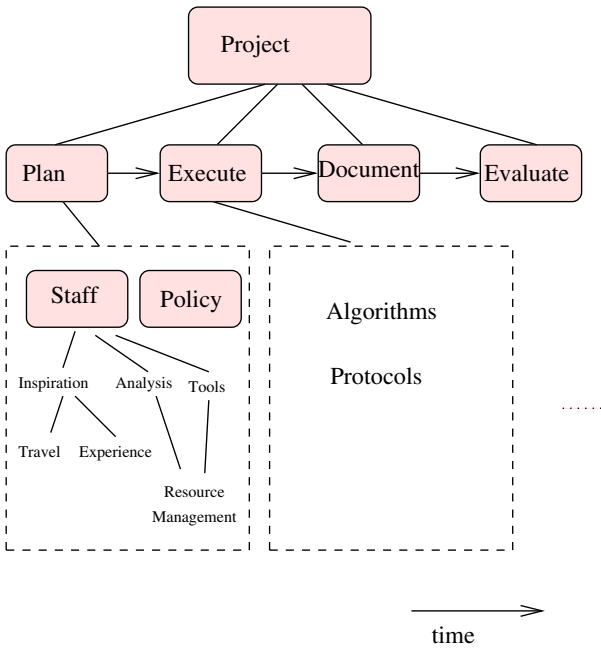 Project
Plan
Execute
Document
Evaluate
Staff
Policy
Algorithms
Protocols
Inspiration
Analysis
Tools
Travel
Experience
Resource
Management
time